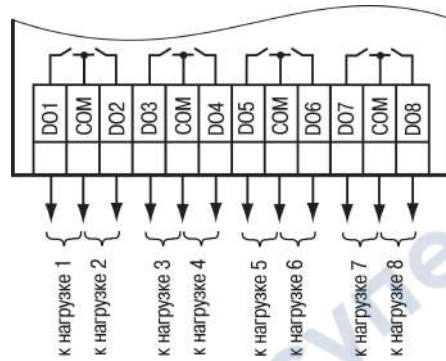 DO1
COM
DO2
DO3
COM
DO4
DO5
COM
DO6
DO7
COM
DO8
к нагрузке 1
к нагрузке 2
к нагрузке 3
к нагрузке 4
к нагрузке 5
к нагрузке 6
к нагрузке 7
к нагрузке 8